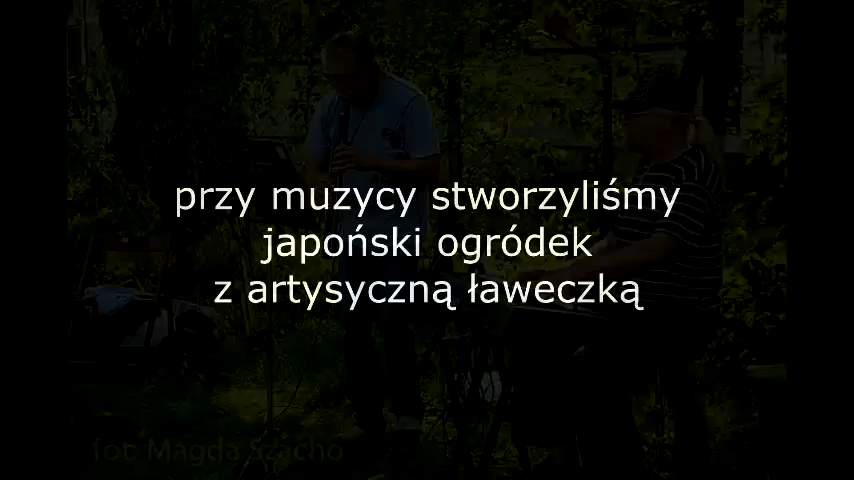 przy muzycy stworzyliśmy
japoński ogródek
z artysyczną ławeczką
fot. Magda Szacho